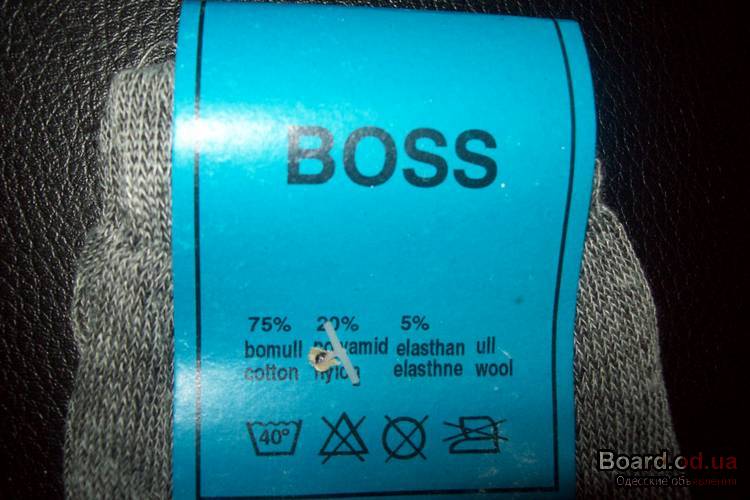 BOSS
75% 20% 5%
bomull polyamid elasthan ull
cotton nylon elasthne wool
40°
Board.od.ua
Одесские объявления